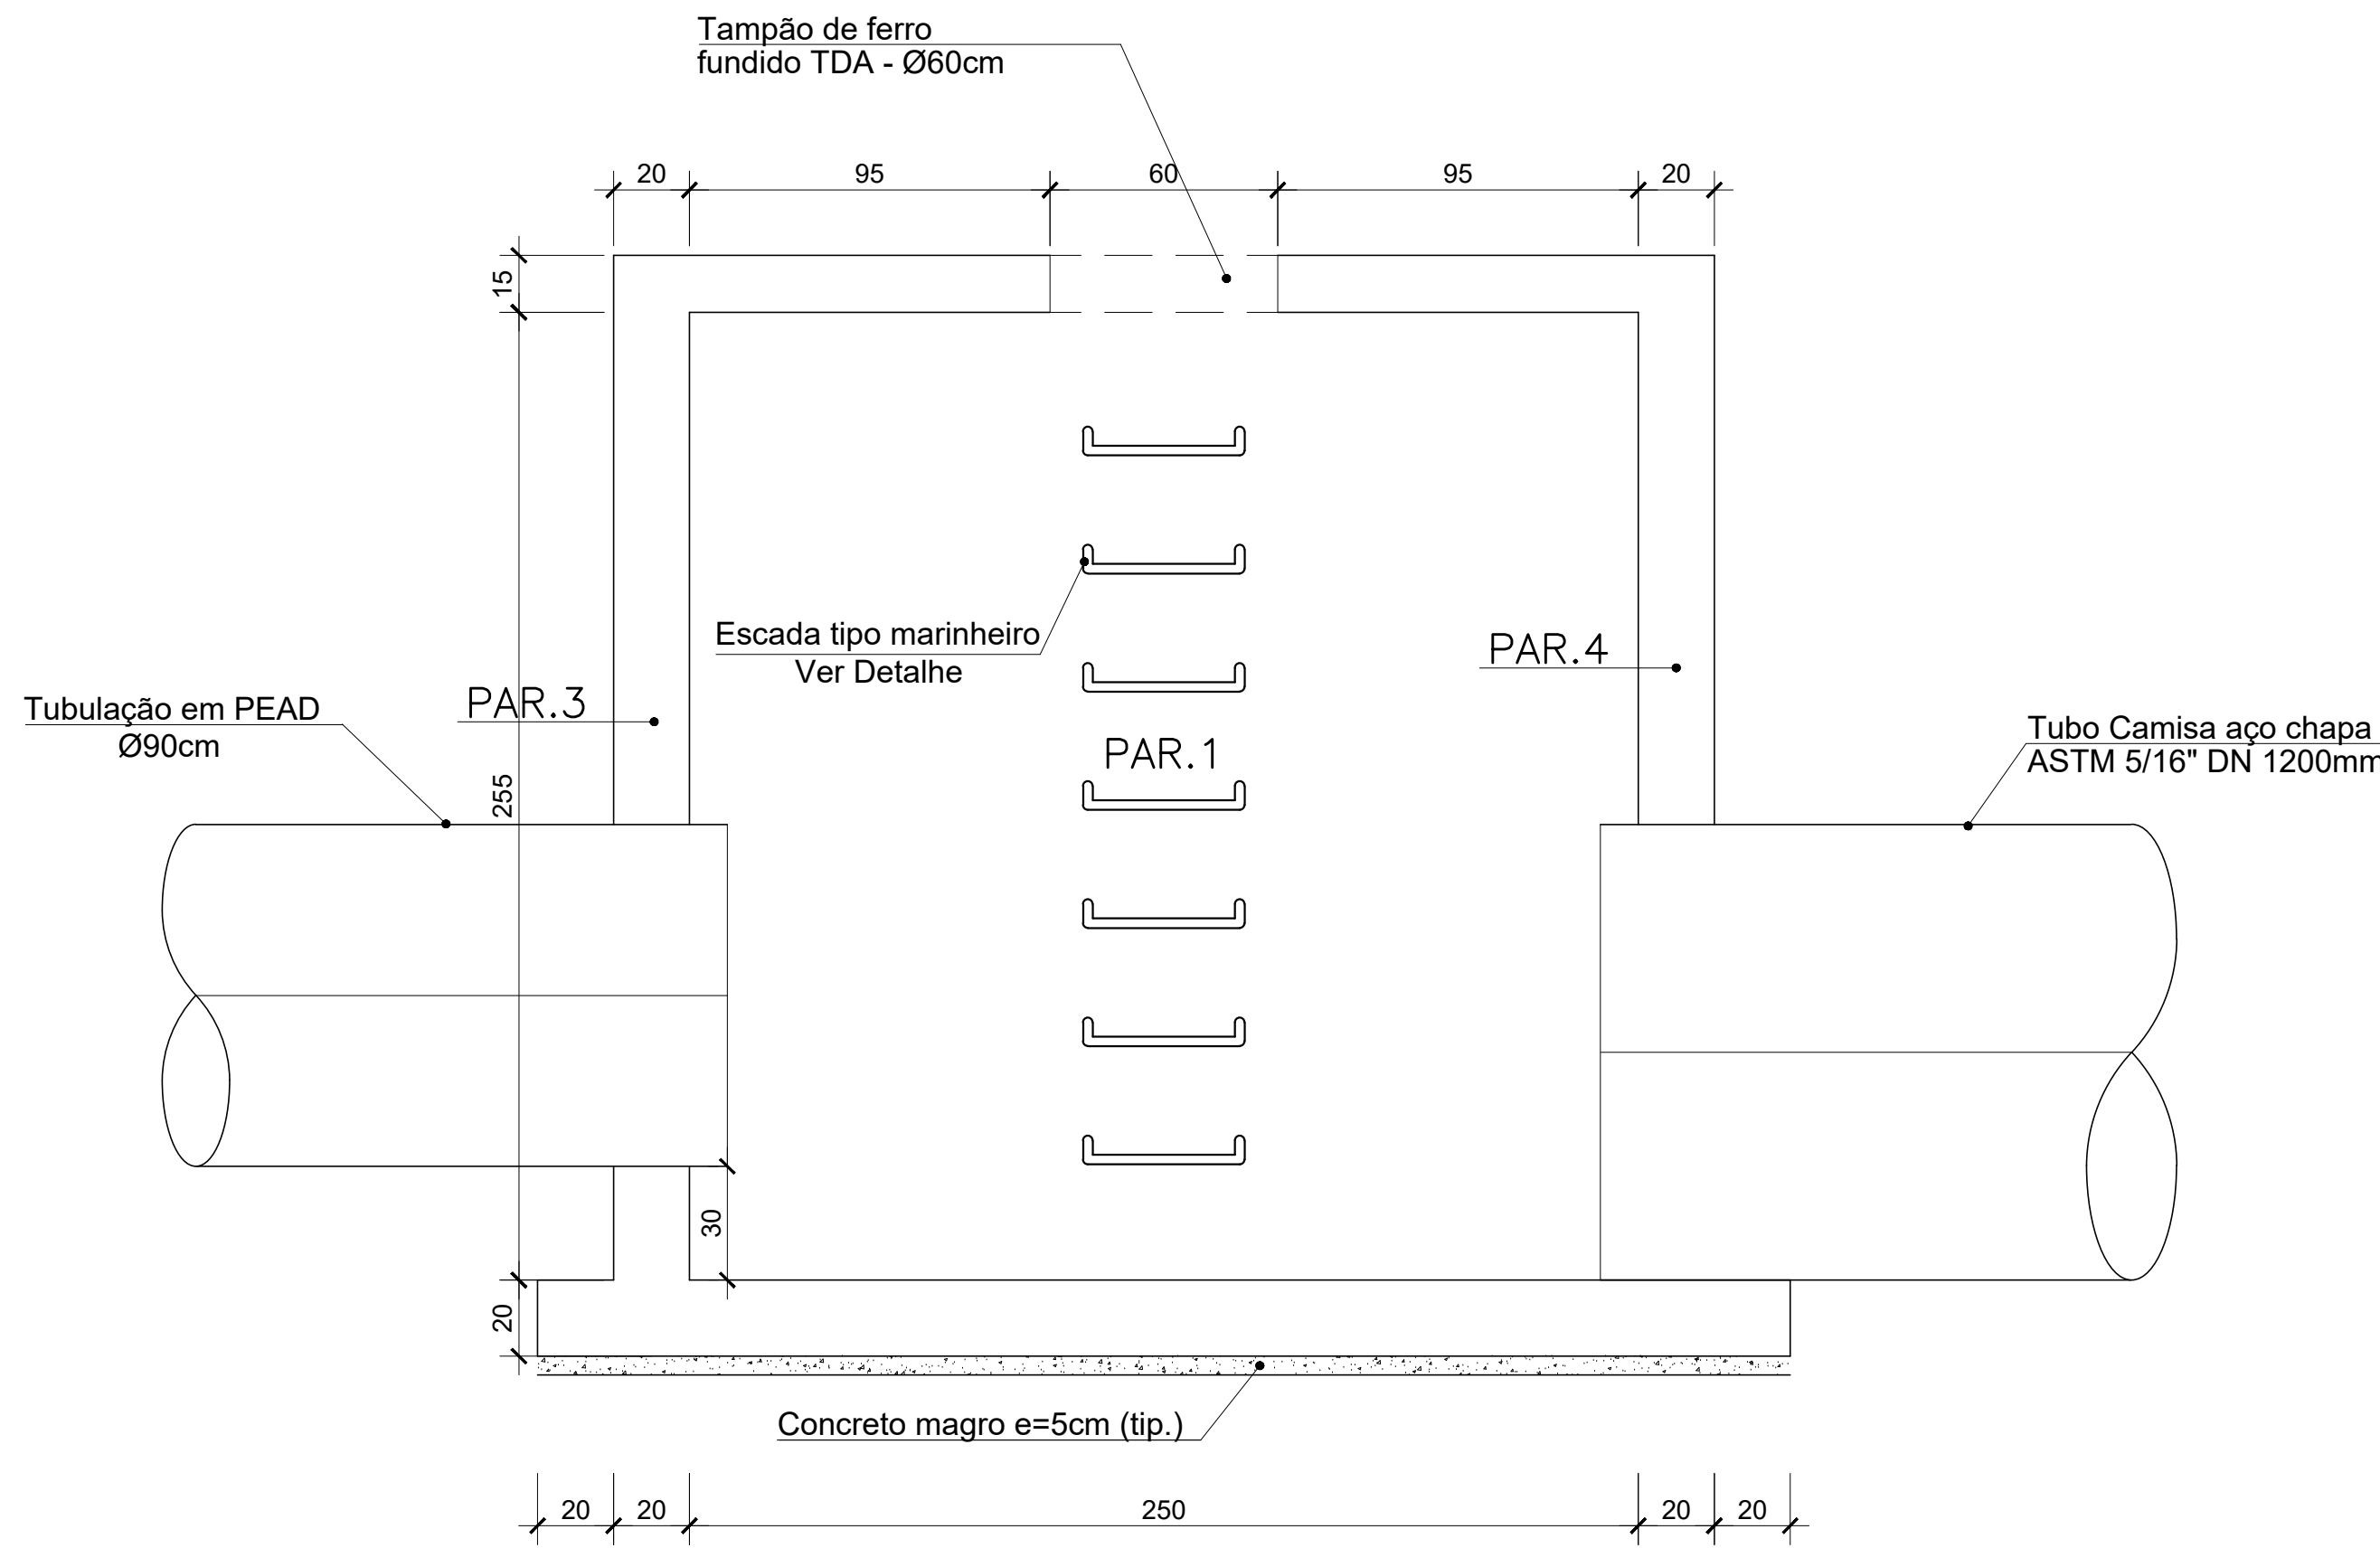 Tampão de ferro
fundido TDA - Ø60cm
20
95
60
95
20
15
Escada tipo marinheiro
Ver Detalhe
PAR.4
PAR.3
Tubulação em PEAD
Ø90cm
255
PAR.1
Tubo Camisa aço chapa
ASTM 5/16" DN 1200mm
30
20
Concreto magro e=5cm (tip.)
20
20
250
20
20